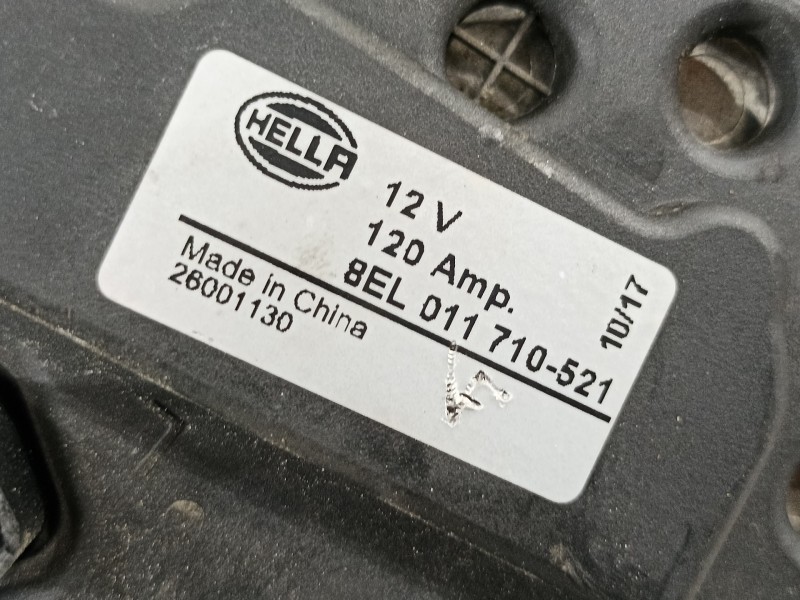 HELLA
12 V
120 Amp.
8EL 011 710-521
10/17
Made in China
26001130